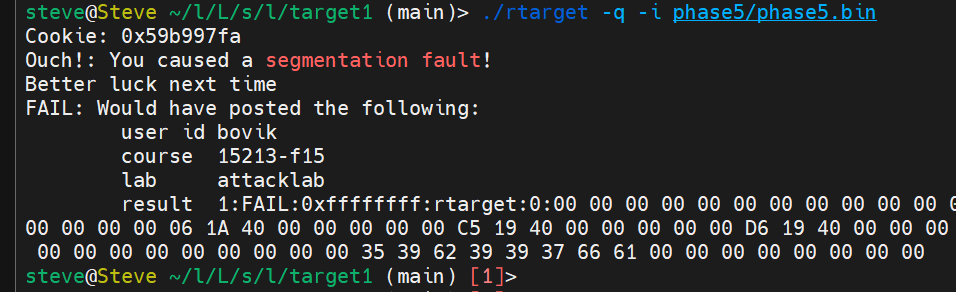 steve@Steve ~/l/L/s/l/target1 (main)> ./rtarget -q -i phase5/phase5.bin
Cookie: 0x59b997fa
Ouch!: You caused a segmentation fault!
Better luck next time
FAIL: Would have posted the following:
user id bovik
course 15213-f15
lab attacklab
result 1:FAIL:0xffffffff:rtarget:0:00 00 00 00 00 00 00 00 00 00 00 0
00 00 00 00 06 1A 40 00 00 00 00 00 C5 19 40 00 00 00 00 00 D6 19 40 00 00 00
00 00 00 00 00 00 00 00 00 00 35 39 62 39 39 37 66 61 00 00 00 00 00 00 00 00
steve@Steve ~/l/L/s/l/target1 (main) [1]>